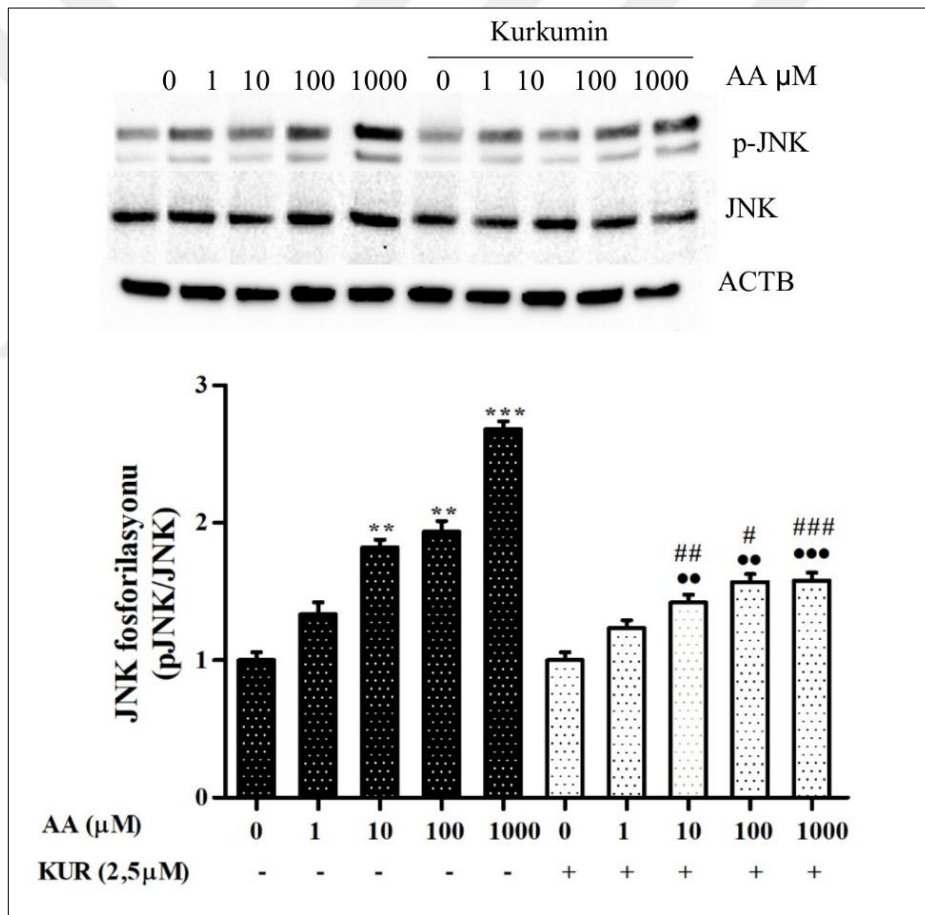 Kurkumin
0 1 10 100 1000 0 1 10 100 1000 AA μM
p-JNK
JNK
ACTB
JNK fosforilasyonu
(pJNK/JNK)
3
2
1
0
***
** **
## # ###
●● ●● ●●●
AA (μM) 0 1 10 100 1000 0 1 10 100 1000
KUR (2,5μM) - - - - - + + + + +